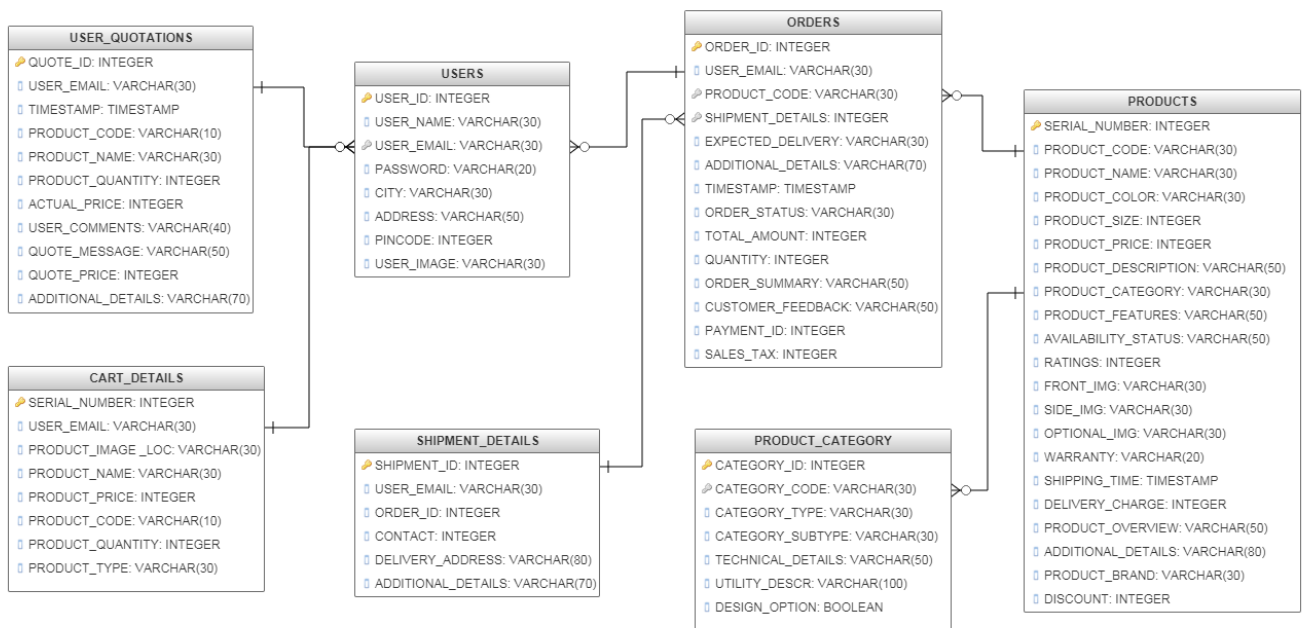 USER_QUOTATIONS
QUOTE_ID: INTEGER
USER_EMAIL: VARCHAR(30)
TIMESTAMP: TIMESTAMP
PRODUCT_CODE: VARCHAR(10)
PRODUCT_NAME: VARCHAR(30)
PRODUCT_QUANTITY: INTEGER
ACTUAL_PRICE: INTEGER
USER_COMMENTS: VARCHAR(40)
QUOTE_MESSAGE: VARCHAR(50)
QUOTE_PRICE: INTEGER
ADDITIONAL_DETAILS: VARCHAR(70)
CART_DETAILS
SERIAL_NUMBER: INTEGER
USER_EMAIL: VARCHAR(30)
PRODUCT_IMAGE _LOC: VARCHAR(30)
PRODUCT_NAME: VARCHAR(30)
PRODUCT_PRICE: INTEGER
PRODUCT_CODE: VARCHAR(10)
PRODUCT_QUANTITY: INTEGER
PRODUCT_TYPE: VARCHAR(30)
USERS
USER_ID: INTEGER
USER_NAME: VARCHAR(30)
USER_EMAIL: VARCHAR(30)
PASSWORD: VARCHAR(20)
CITY: VARCHAR(30)
ADDRESS: VARCHAR(50)
PINCODE: INTEGER
USER_IMAGE: VARCHAR(30)
SHIPMENT_DETAILS
SHIPMENT_ID: INTEGER
USER_EMAIL: VARCHAR(30)
ORDER_ID: INTEGER
CONTACT: INTEGER
DELIVERY_ADDRESS: VARCHAR(80)
ADDITIONAL_DETAILS: VARCHAR(70)
ORDERS
ORDER_ID: INTEGER
USER_EMAIL: VARCHAR(30)
PRODUCT_CODE: VARCHAR(30)
SHIPMENT_DETAILS: INTEGER
EXPECTED_DELIVERY: VARCHAR(30)
ADDITIONAL_DETAILS: VARCHAR(70)
TIMESTAMP: TIMESTAMP
ORDER_STATUS: VARCHAR(30)
TOTAL_AMOUNT: INTEGER
QUANTITY: INTEGER
ORDER_SUMMARY: VARCHAR(50)
CUSTOMER_FEEDBACK: VARCHAR(50)
PAYMENT_ID: INTEGER
SALES_TAX: INTEGER
PRODUCT_CATEGORY
CATEGORY_ID: INTEGER
CATEGORY_CODE: VARCHAR(30)
CATEGORY_TYPE: VARCHAR(30)
CATEGORY_SUBTYPE: VARCHAR(30)
TECHNICAL_DETAILS: VARCHAR(50)
UTILITY_DESCR: VARCHAR(100)
DESIGN_OPTION: BOOLEAN
PRODUCTS
SERIAL_NUMBER: INTEGER
PRODUCT_CODE: VARCHAR(30)
PRODUCT_NAME: VARCHAR(30)
PRODUCT_COLOR: VARCHAR(30)
PRODUCT_SIZE: INTEGER
PRODUCT_PRICE: INTEGER
PRODUCT_DESCRIPTION: VARCHAR(50)
PRODUCT_CATEGORY: VARCHAR(30)
PRODUCT_FEATURES: VARCHAR(50)
AVAILABILITY_STATUS: VARCHAR(50)
RATINGS: INTEGER
FRONT_IMG: VARCHAR(30)
SIDE_IMG: VARCHAR(30)
OPTIONAL_IMG: VARCHAR(30)
WARRANTY: VARCHAR(20)
SHIPPING_TIME: TIMESTAMP
DELIVERY_CHARGE: INTEGER
PRODUCT_OVERVIEW: VARCHAR(50)
ADDITIONAL_DETAILS: VARCHAR(80)
PRODUCT_BRAND: VARCHAR(30)
DISCOUNT: INTEGER